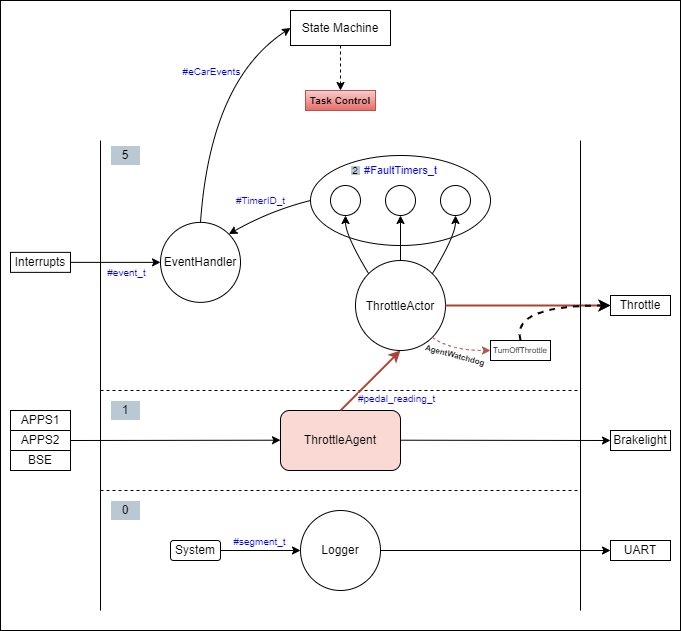 State Machine
#eCarEvents
Task Control
5
2 #FaultTimers_t
#TimerID_t
Interrupts
#event_t
EventHandler
ThrottleActor
Throttle
AgentWatchdog
TurnOffThrottle
#pedal_reading_t
1
APPS1
APPS2
BSE
ThrottleAgent
Brakelight
0
System
#segment_t
Logger
UART